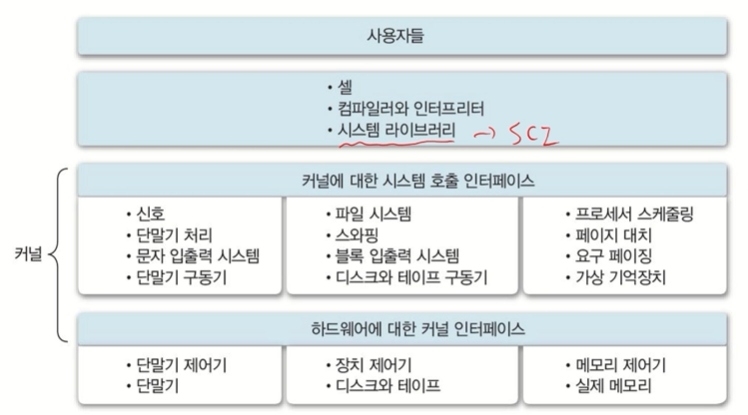 사용자들
• 셸
• 컴파일러와 인터프리터
• 시스템 라이브러리 → SCI
커널
커널에 대한 시스템 호출 인터페이스
• 신호
• 단말기 처리
• 문자 입출력 시스템
• 단말기 구동기
• 파일 시스템
• 스와핑
• 블록 입출력 시스템
• 디스크와 테이프 구동기
• 프로세서 스케줄링
• 페이지 대치
• 요구 페이징
• 가상 기억장치
하드웨어에 대한 커널 인터페이스
• 단말기 제어기
• 단말기
• 장치 제어기
• 디스크와 테이프
• 메모리 제어기
• 실제 메모리